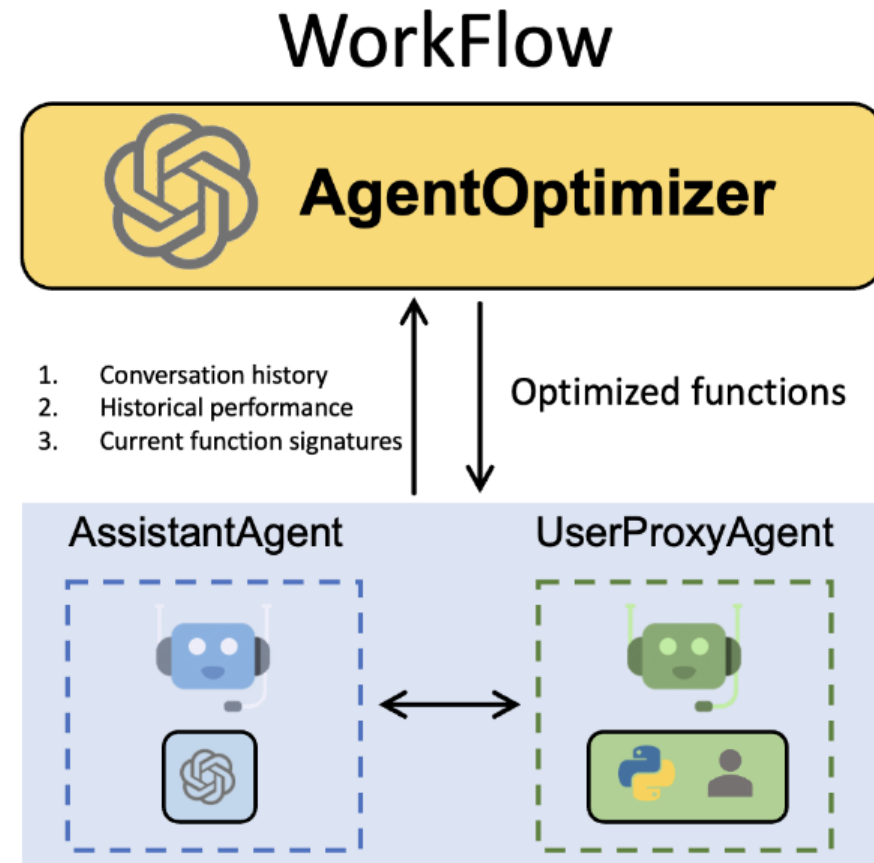 WorkFlow
AgentOptimizer
1. Conversation history
2. Historical performance
3. Current function signatures
Optimized functions
AssistantAgent
UserProxyAgent